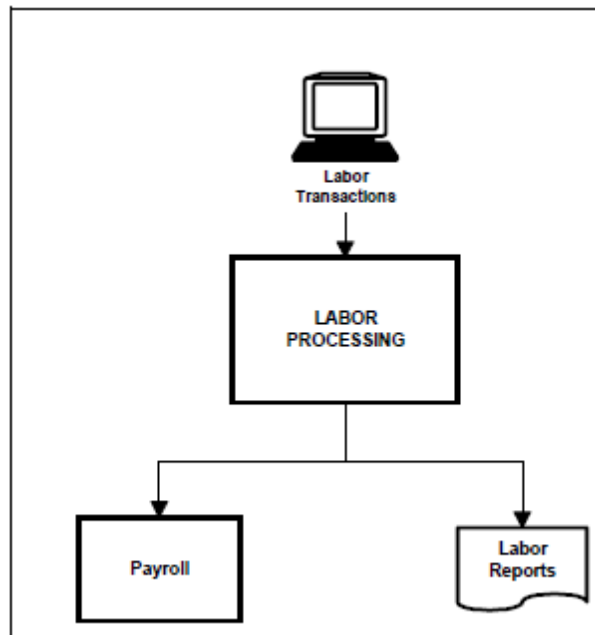 Labor
Transactions
LABOR
PROCESSING
Payroll
Labor
Reports